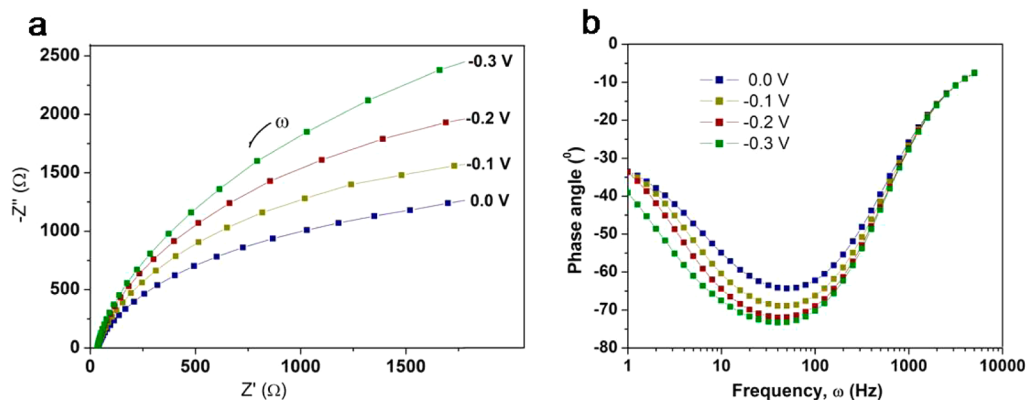 a
2500
2000
1500
1000
500
0
-Z" (Ω)
0 500 1000 1500
Z' (Ω)
ω
-0.3 V
-0.2 V
-0.1 V
0.0 V
b
0
-10
-20
-30
-40
-50
-60
-70
-80
Phase angle (⁰)
0.0 V
-0.1 V
-0.2 V
-0.3 V
1 10 100 1000 10000
Frequency, ω (Hz)